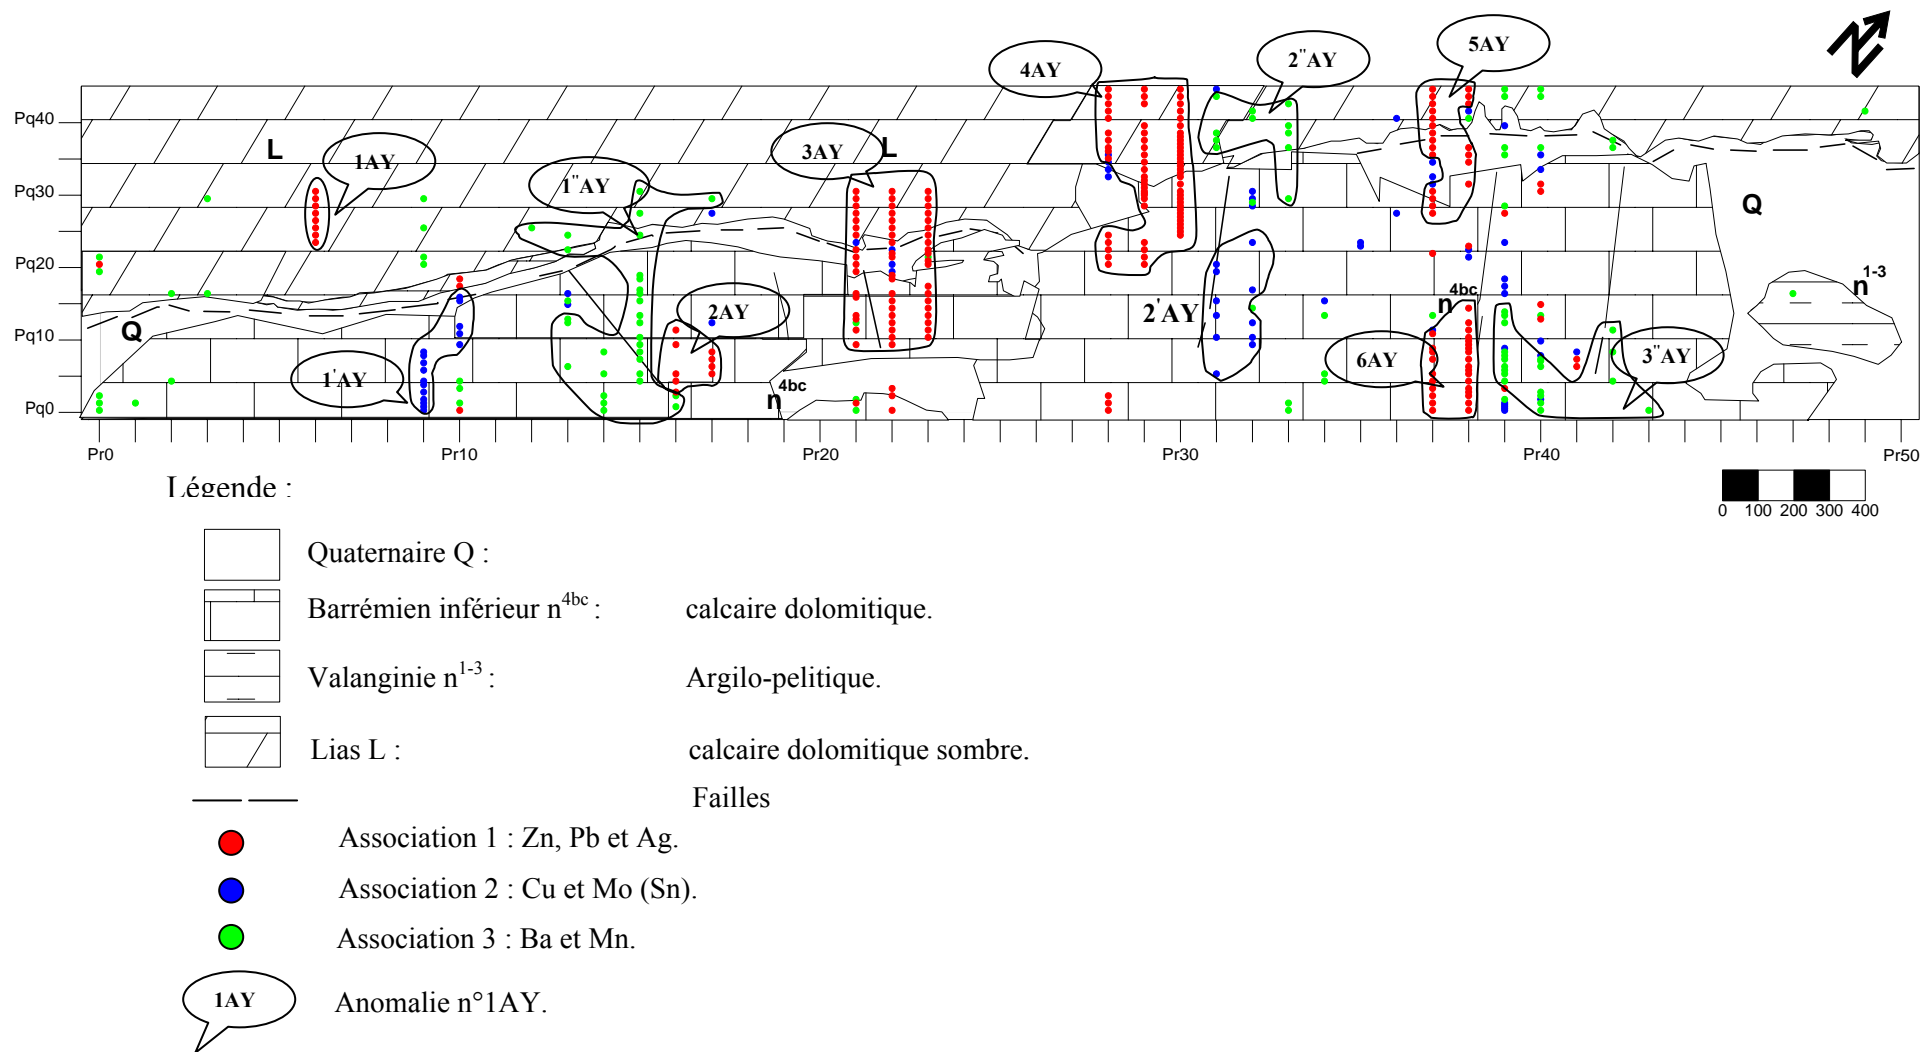 5AY
2"AY
4AY
N
Pq40
L
1AY
3AY
L
1"AY
Pq30
Q
Pq20
n1-3
n4bc
2'AY
2AY
Q
Pq10
6AY
3"AY
1'AY
n4bc
Pq0
Pr0
Pr10
Pr20
Pr30
Pr40
Pr50
Légende :
0 100 200 300 400
Quaternaire Q :
Barrémien inférieur n4bc : calcaire dolomitique.
Valanginie n1-3 : Argilo-pelitique.
Lias L : calcaire dolomitique sombre.
Failles
Association 1 : Zn, Pb et Ag.
Association 2 : Cu et Mo (Sn).
Association 3 : Ba et Mn.
1AY Anomalie n°1AY.